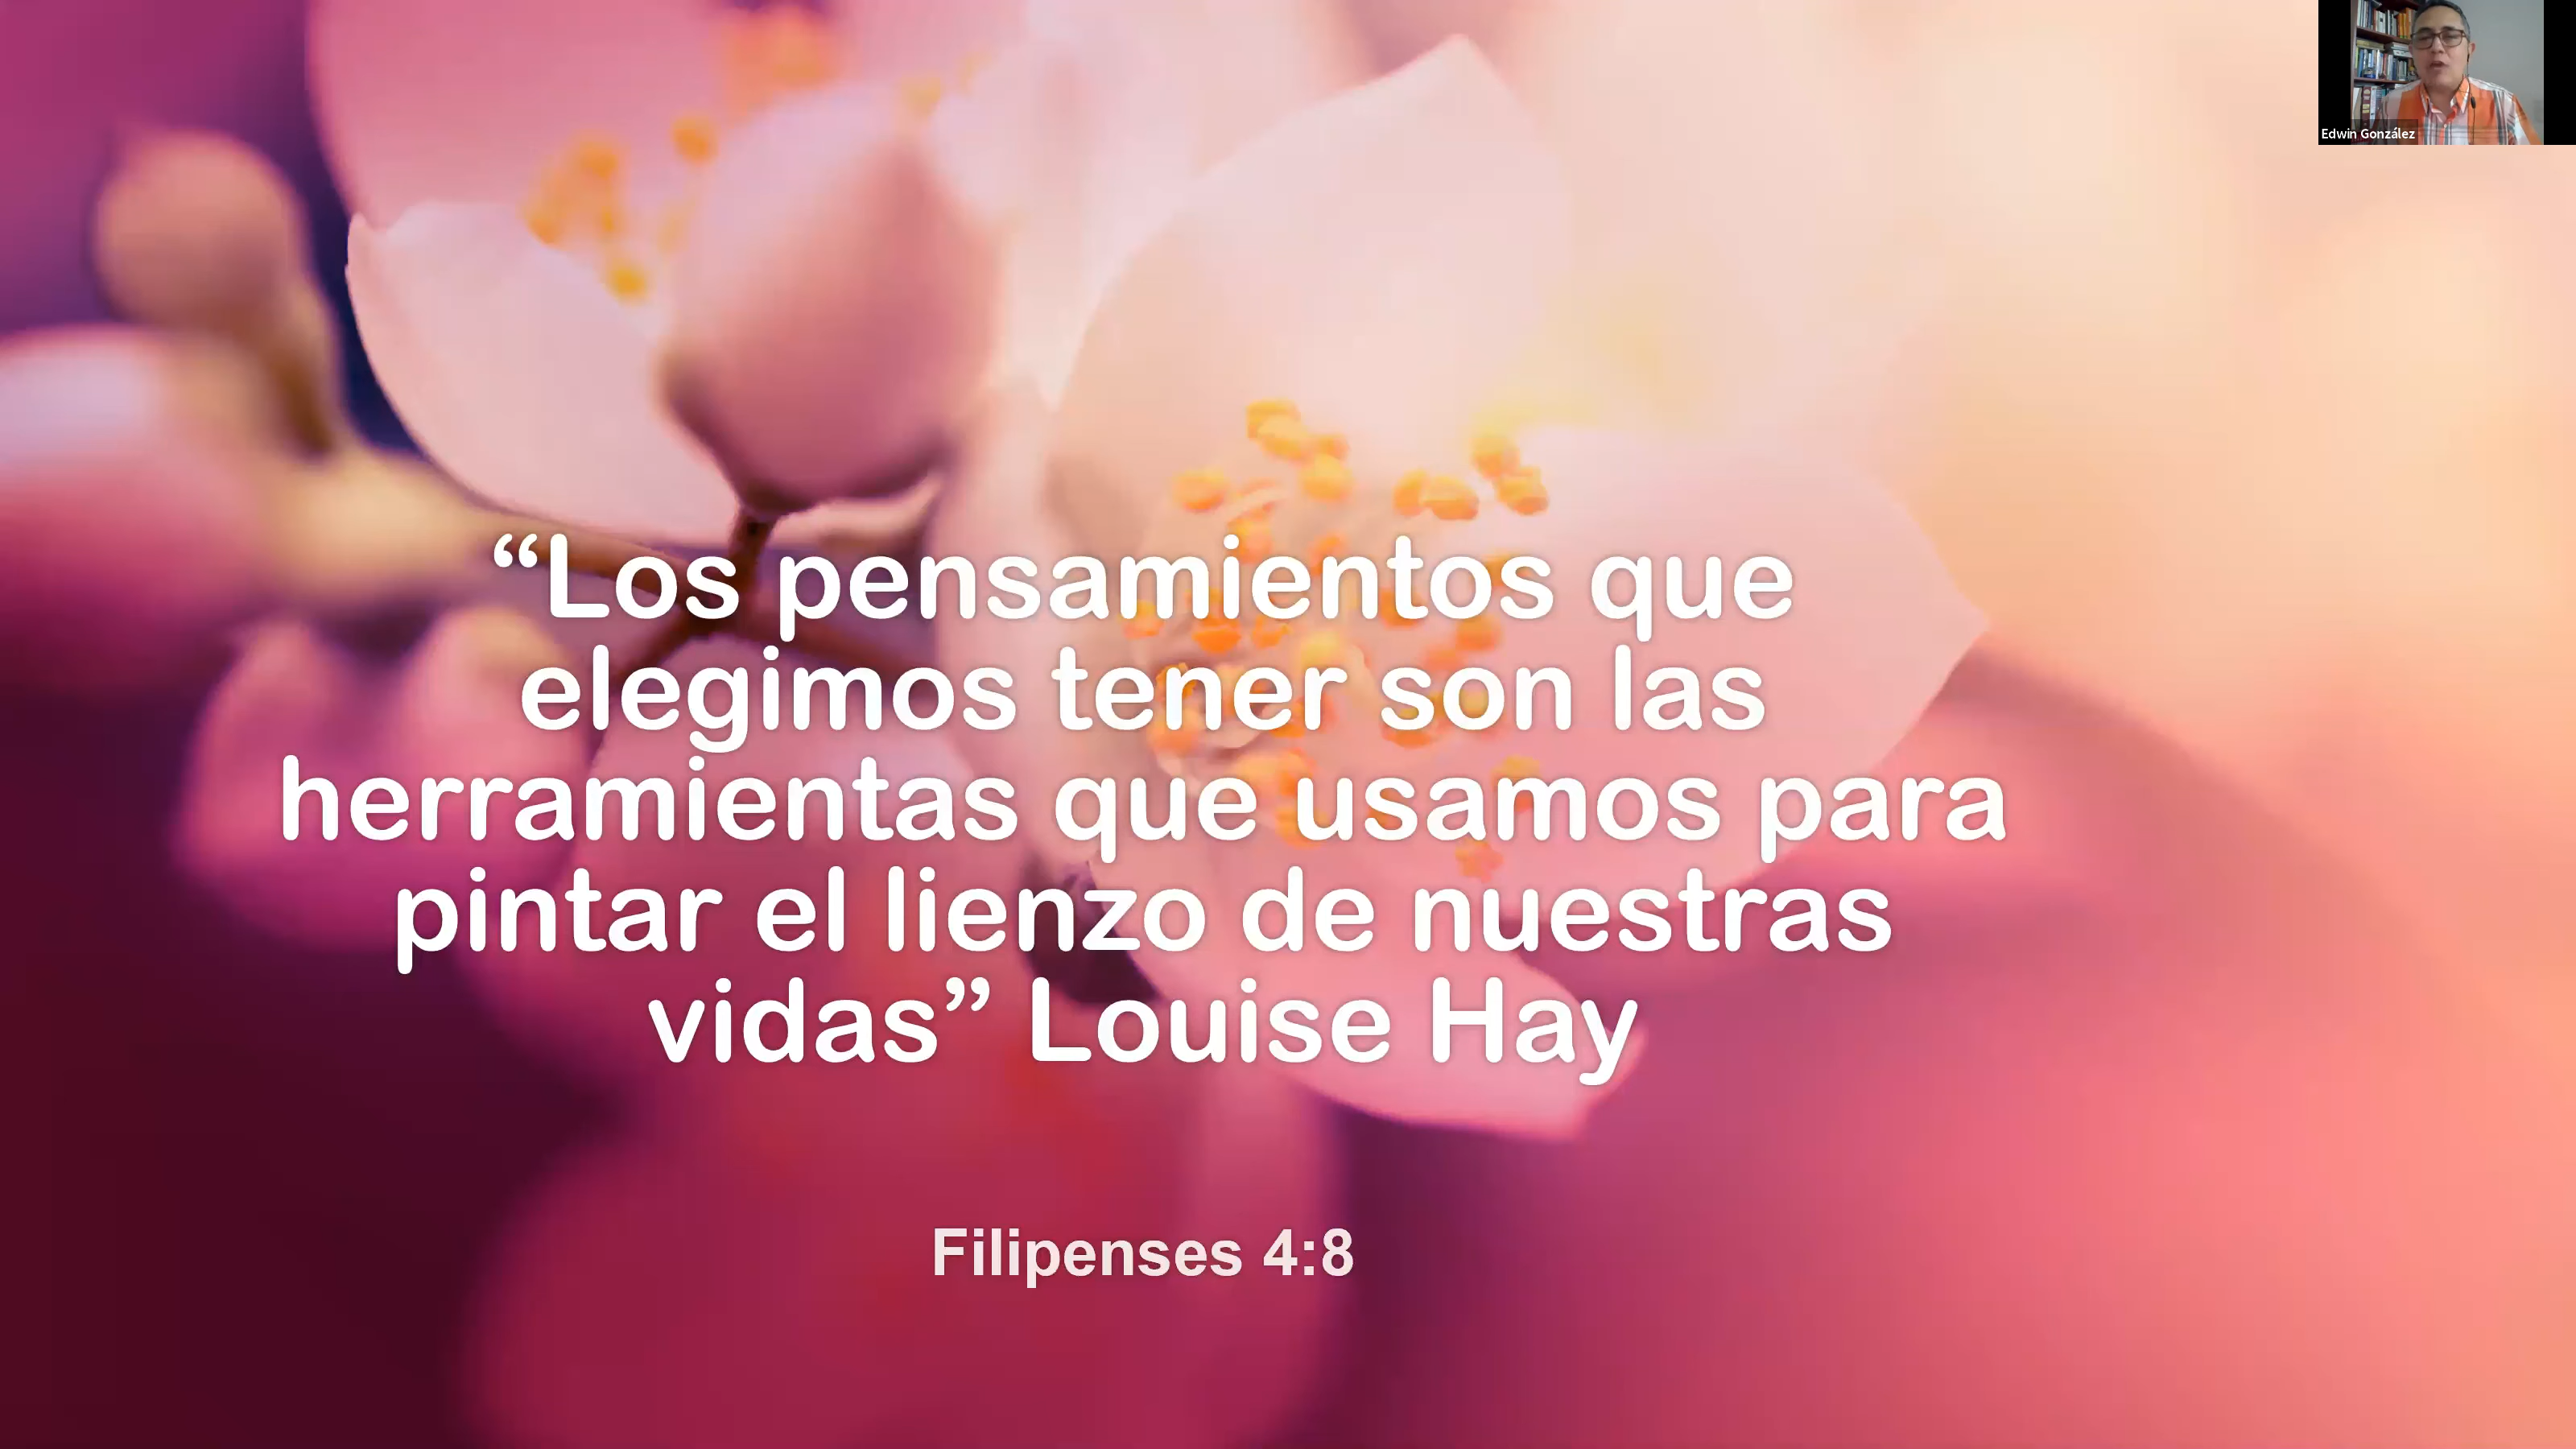 Edwin González
“Los pensamientos que
elegimos tener son las
herramientas que usamos para
pintar el lienzo de nuestras
vidas” Louise Hay
Filipenses 4:8